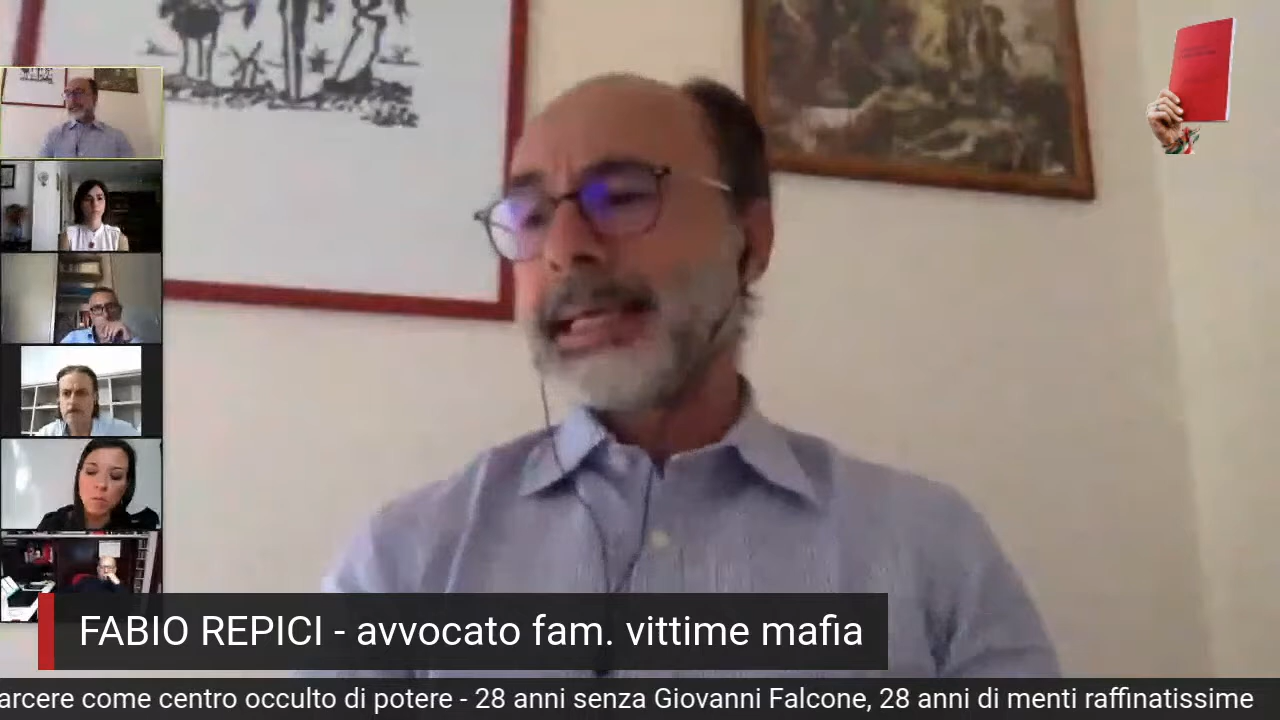 FABIO REPICI - avvocato fam. vittime mafia
arcere come centro occulto di potere - 28 anni senza Giovanni Falcone, 28 anni di menti raffinatissime